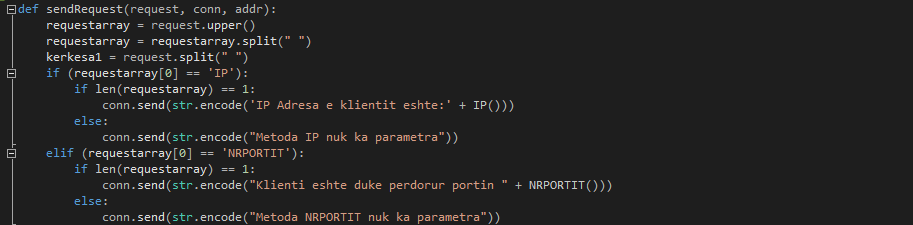 def sendRequest(request, conn, addr):
    requestarray = request.upper()
    requestarray = requestarray.split(" ")
    kerkesa1 = request.split(" ")
    if (requestarray[0] == 'IP'):
        if len(requestarray) == 1:
            conn.send(str.encode('IP Adresa e klientit eshte:' + IP()))
        else:
            conn.send(str.encode("Metoda IP nuk ka parametra"))
    elif (requestarray[0] == 'NRPORTIT'):
        if len(requestarray) == 1:
            conn.send(str.encode("Klienti eshte duke perdorur portin " + NRPORTIT()))
        else:
            conn.send(str.encode("Metoda NRPORTIT nuk ka parametra"))